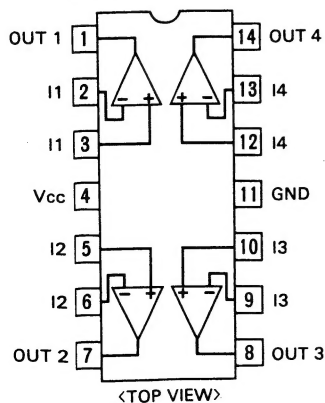 OUT 1 1 14 OUT 4
I1 2 13 I4
− + + −
I1 3 12 I4
Vcc 4 11 GND
I2 5 10 I3
I2 6 9 I3
− + + −
OUT 2 7 8 OUT 3
<TOP VIEW>